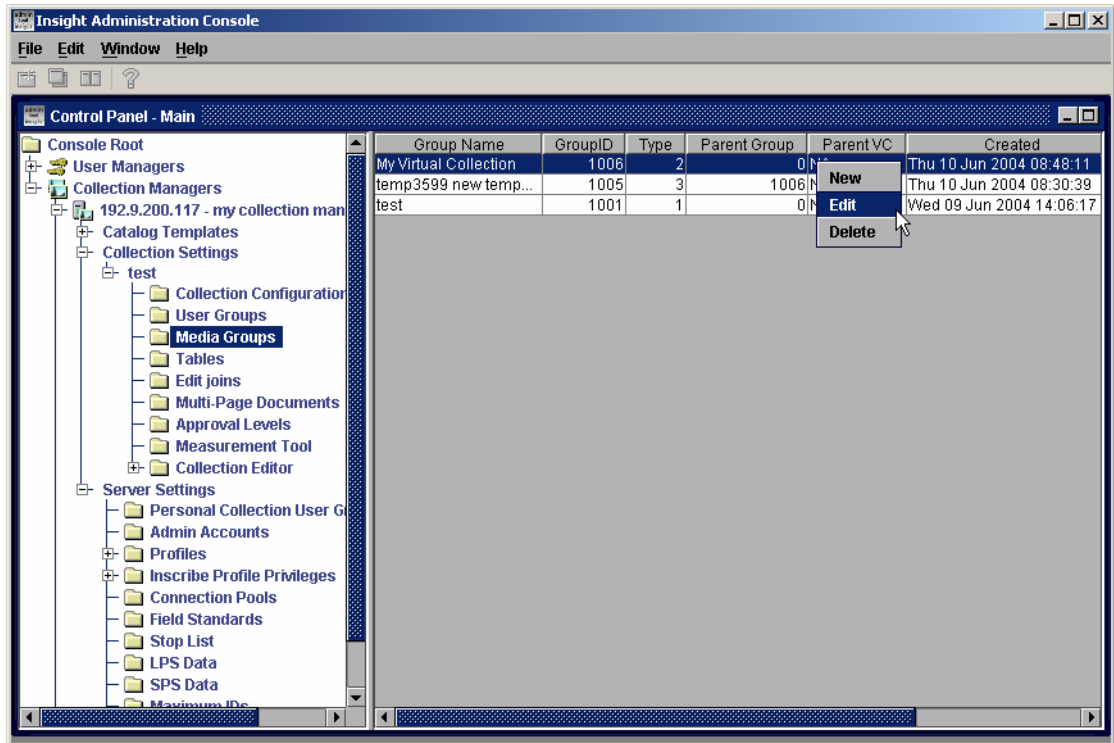 Insight Administration Console
File Edit Window Help
Control Panel - Main
Console Root
User Managers
Collection Managers
192.9.200.117 - my collection man
Catalog Templates
Collection Settings
test
Collection Configuration
User Groups
Media Groups
Tables
Edit joins
Multi-Page Documents
Approval Levels
Measurement Tool
Collection Editor
Server Settings
Personal Collection User G
Admin Accounts
Profiles
Inscribe Profile Privileges
Connection Pools
Field Standards
Stop List
LPS Data
SPS Data
Maximum IDs
Group Name GroupID Type Parent Group Parent VC Created
My Virtual Collection 1006 2 0 Thu 10 Jun 2004 08:48:11
temp3599 new temp... 1005 3 1006 N Thu 10 Jun 2004 08:30:39
test 1001 1 0 N Wed 09 Jun 2004 14:06:17
New
Edit
Delete